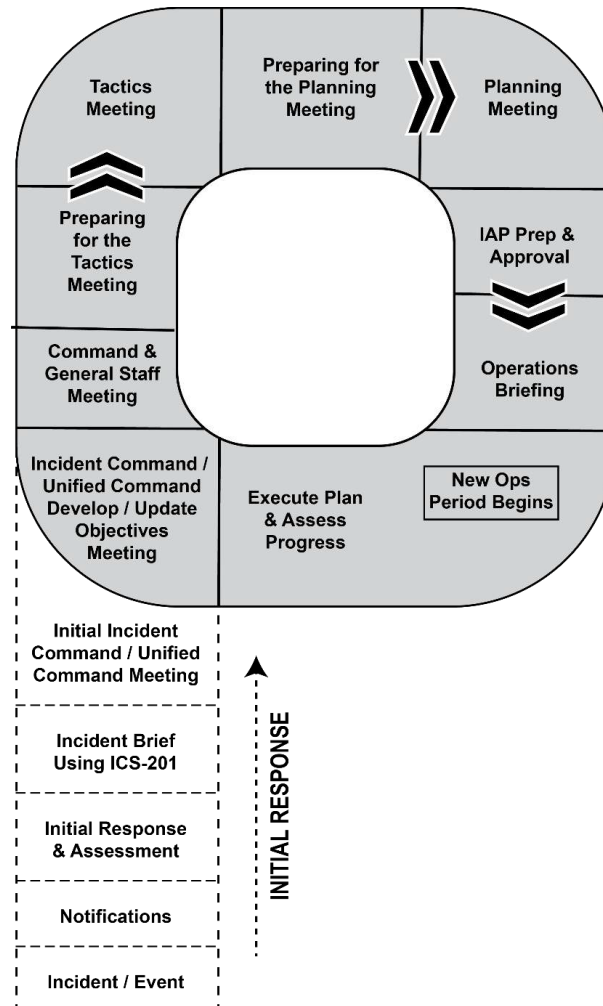 Tactics
Meeting
Preparing for
the Planning
Meeting
Planning
Meeting
Preparing
for the
Tactics
Meeting
IAP Prep &
Approval
Command &
General Staff
Meeting
Operations
Briefing
Incident Command /
Unified Command
Develop / Update
Objectives
Meeting
Execute Plan
& Assess
Progress
New Ops
Period Begins
Initial Incident
Command / Unified
Command Meeting
Incident Brief
Using ICS-201
Initial Response
& Assessment
Notifications
Incident / Event
INITIAL RESPONSE